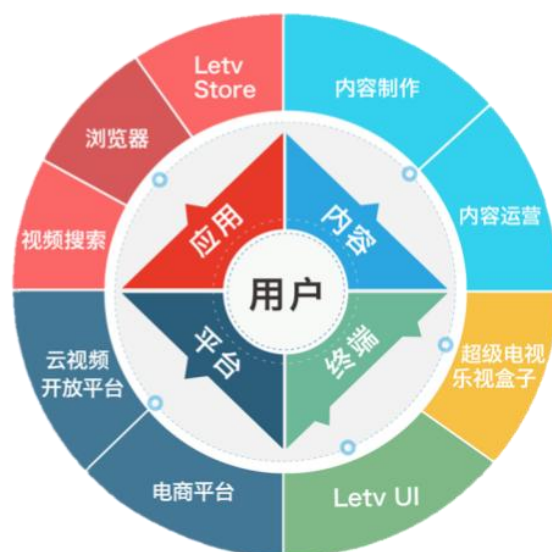 Letv
Store
内容制作
浏览器
内容运营
视频搜索
应用
内容
用户
平台
终端
云视频
开放平台
超级电视
乐视盒子
电商平台
Letv UI